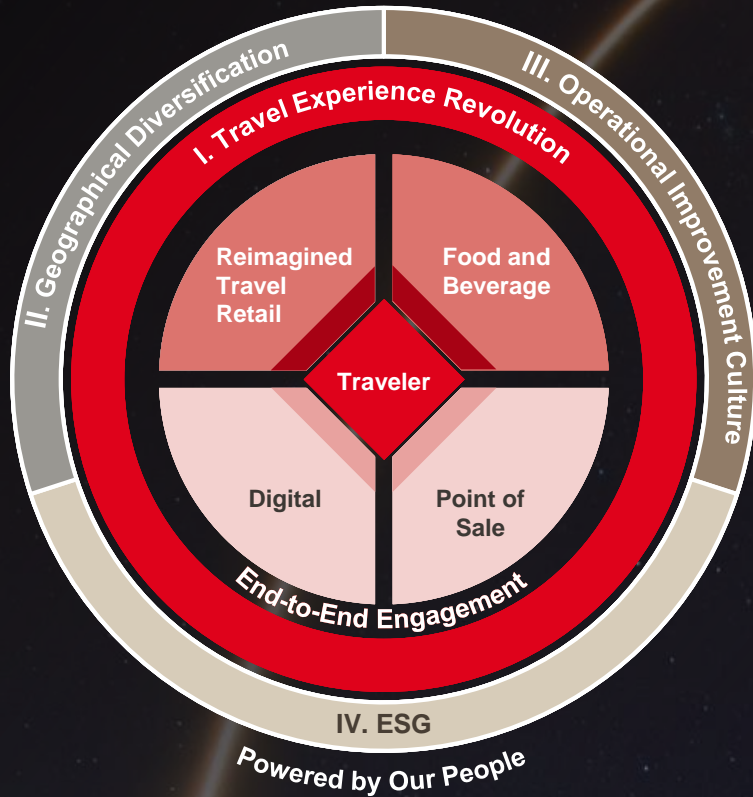 II. Geographical Diversification
III. Operational Improvement Culture
I. Travel Experience Revolution
Reimagined
Travel
Retail
Food and
Beverage
Traveler
Digital
Point of
Sale
End-to-End Engagement
IV. ESG
Powered by Our People